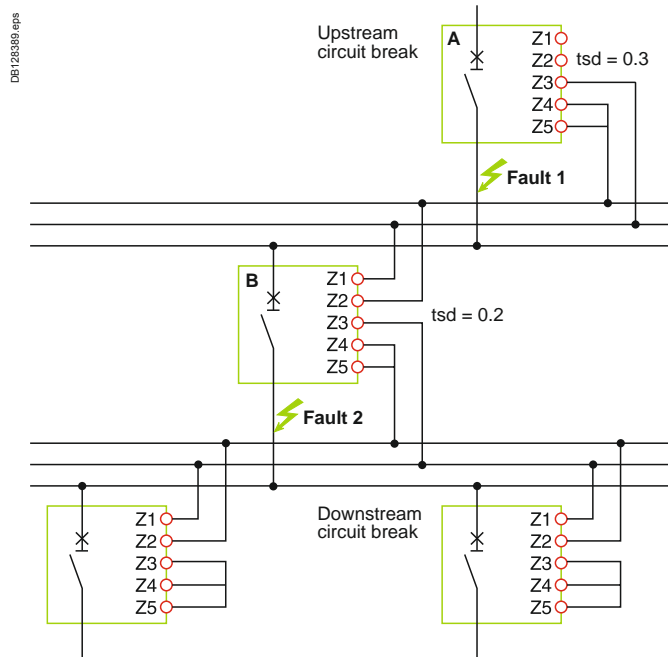 DB128389.eps
Upstream
circuit break
A
Z1
Z2
tsd = 0.3
Z3
Z4
Z5
Fault 1
B
Z1
Z2
Z3
tsd = 0.2
Z4
Z5
Fault 2
Downstream
circuit break
Z1
Z2
Z3
Z4
Z5
Z1
Z2
Z3
Z4
Z5